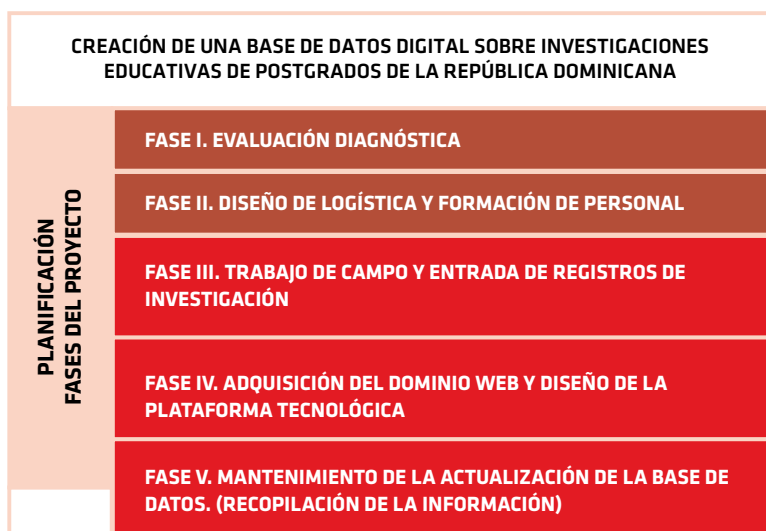 CREACIÓN DE UNA BASE DE DATOS DIGITAL SOBRE INVESTIGACIONES
EDUCATIVAS DE POSTGRADOS DE LA REPÚBLICA DOMINICANA
PLANIFICACIÓN
FASES DEL PROYECTO
FASE I. EVALUACIÓN DIAGNÓSTICA
FASE II. DISEÑO DE LOGÍSTICA Y FORMACIÓN DE PERSONAL
FASE III. TRABAJO DE CAMPO Y ENTRADA DE REGISTROS DE
INVESTIGACIÓN
FASE IV. ADQUISICIÓN DEL DOMINIO WEB Y DISEÑO DE LA
PLATAFORMA TECNOLÓGICA
FASE V. MANTENIMIENTO DE LA ACTUALIZACIÓN DE LA BASE DE
DATOS. (RECOPILACIÓN DE LA INFORMACIÓN)